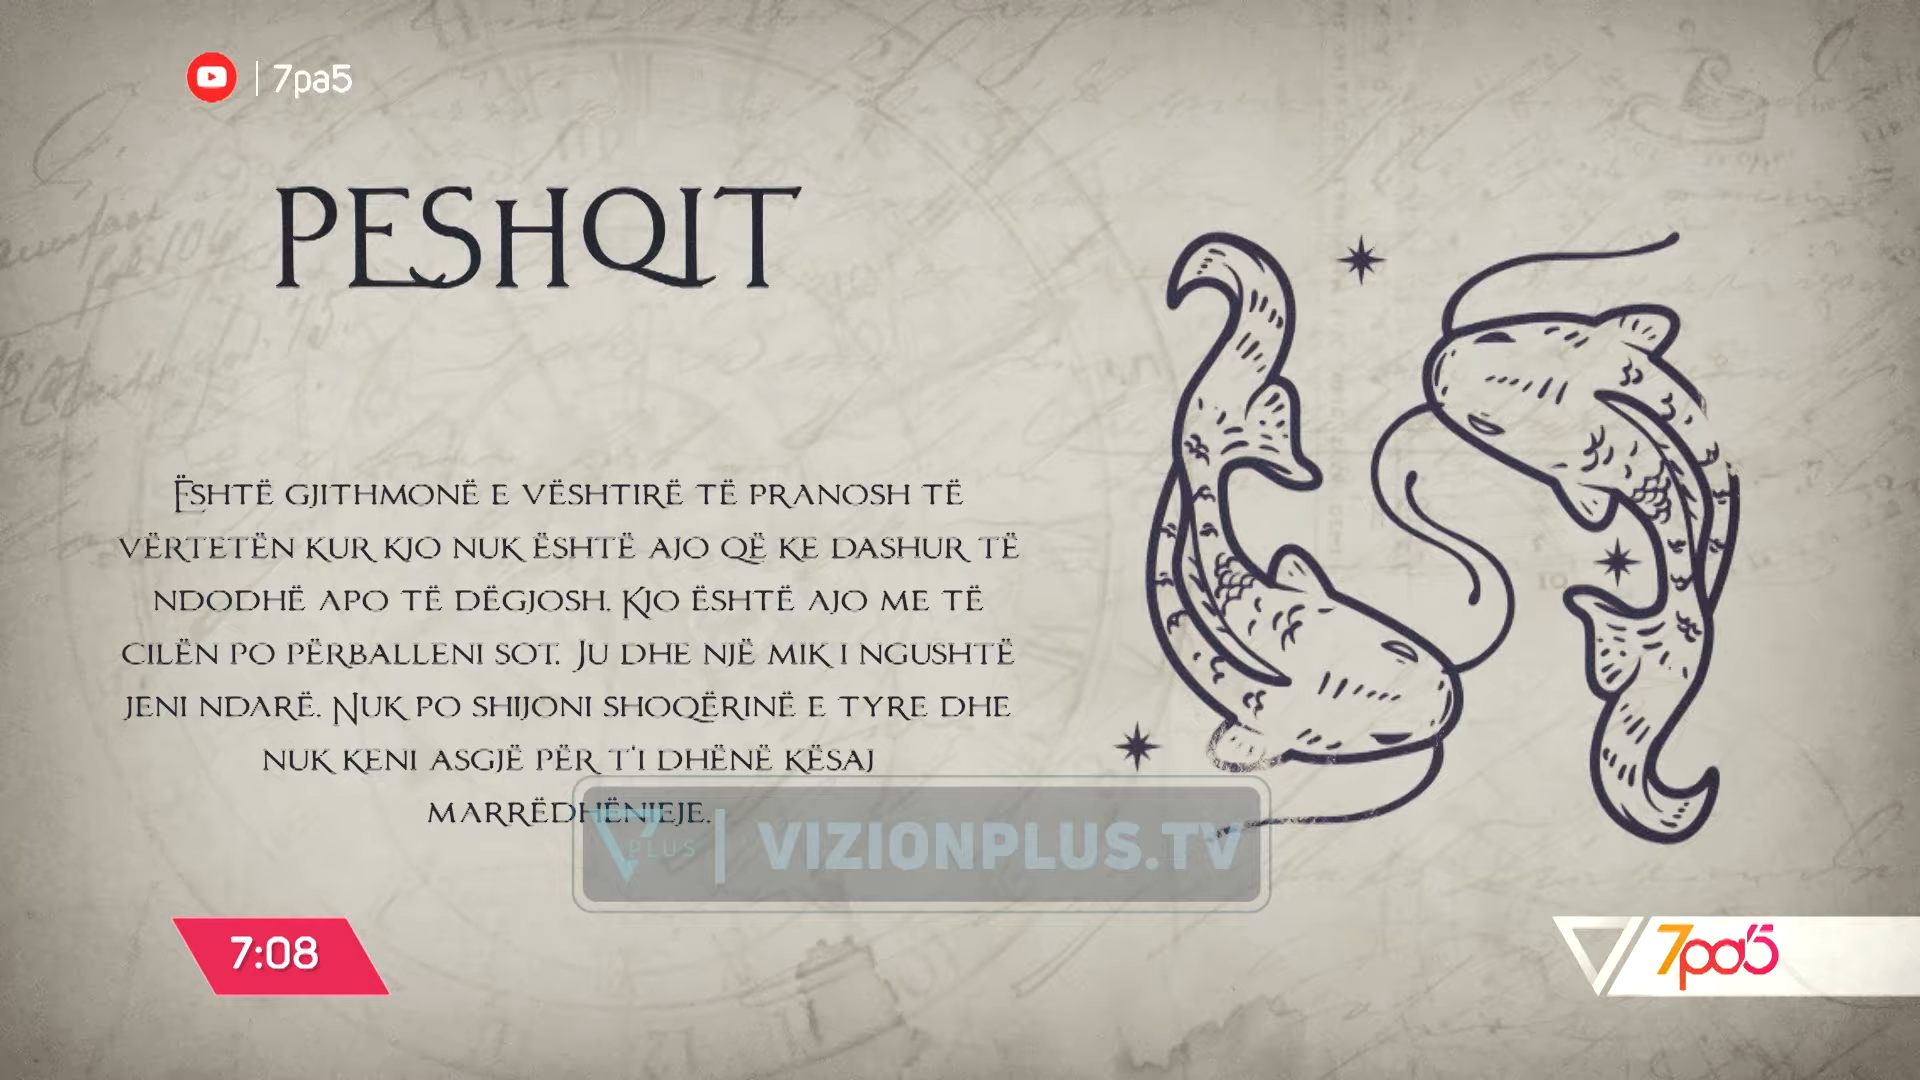 7pa5
PESHQIT
ËSHTË GJITHMONË E VËSHTIRË TË PRANOSH TË
VËRTETËN KUR KJO NUK ËSHTË AJO QË KE DASHUR TË
NDODHË APO TË DËGJOSH. KJO ËSHTË AJO ME TË
CILËN PO PËRBALLENI SOT. JU DHE NJË MIK I NGUSHTË
JENI NDARË. NUK PO SHIJONI SHOQËRINË E TYRE DHE
NUK KENI ASGJË PËR T'I DHËNË KËSAJ
MARRËDHËNIEJE.
PLUS | VIZIONPLUS.TV
7:08
7pa5